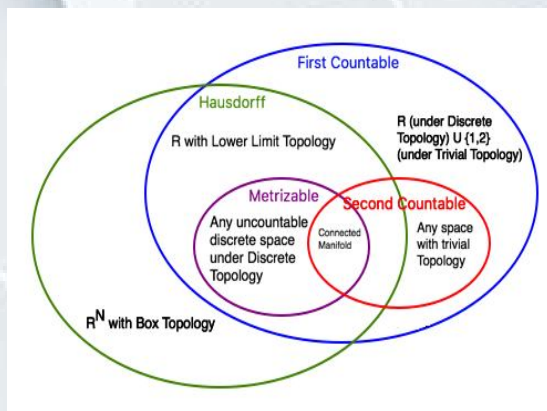 First Countable
Hausdorff
R (under Discrete
Topology) U {1,2}
(under Trivial Topology)
R with Lower Limit Topology
Metrizable
Second Countable
Any uncountable
discrete space
under Discrete
Topology
Connected
Manifold
Any space
with trivial
Topology
R^N with Box Topology